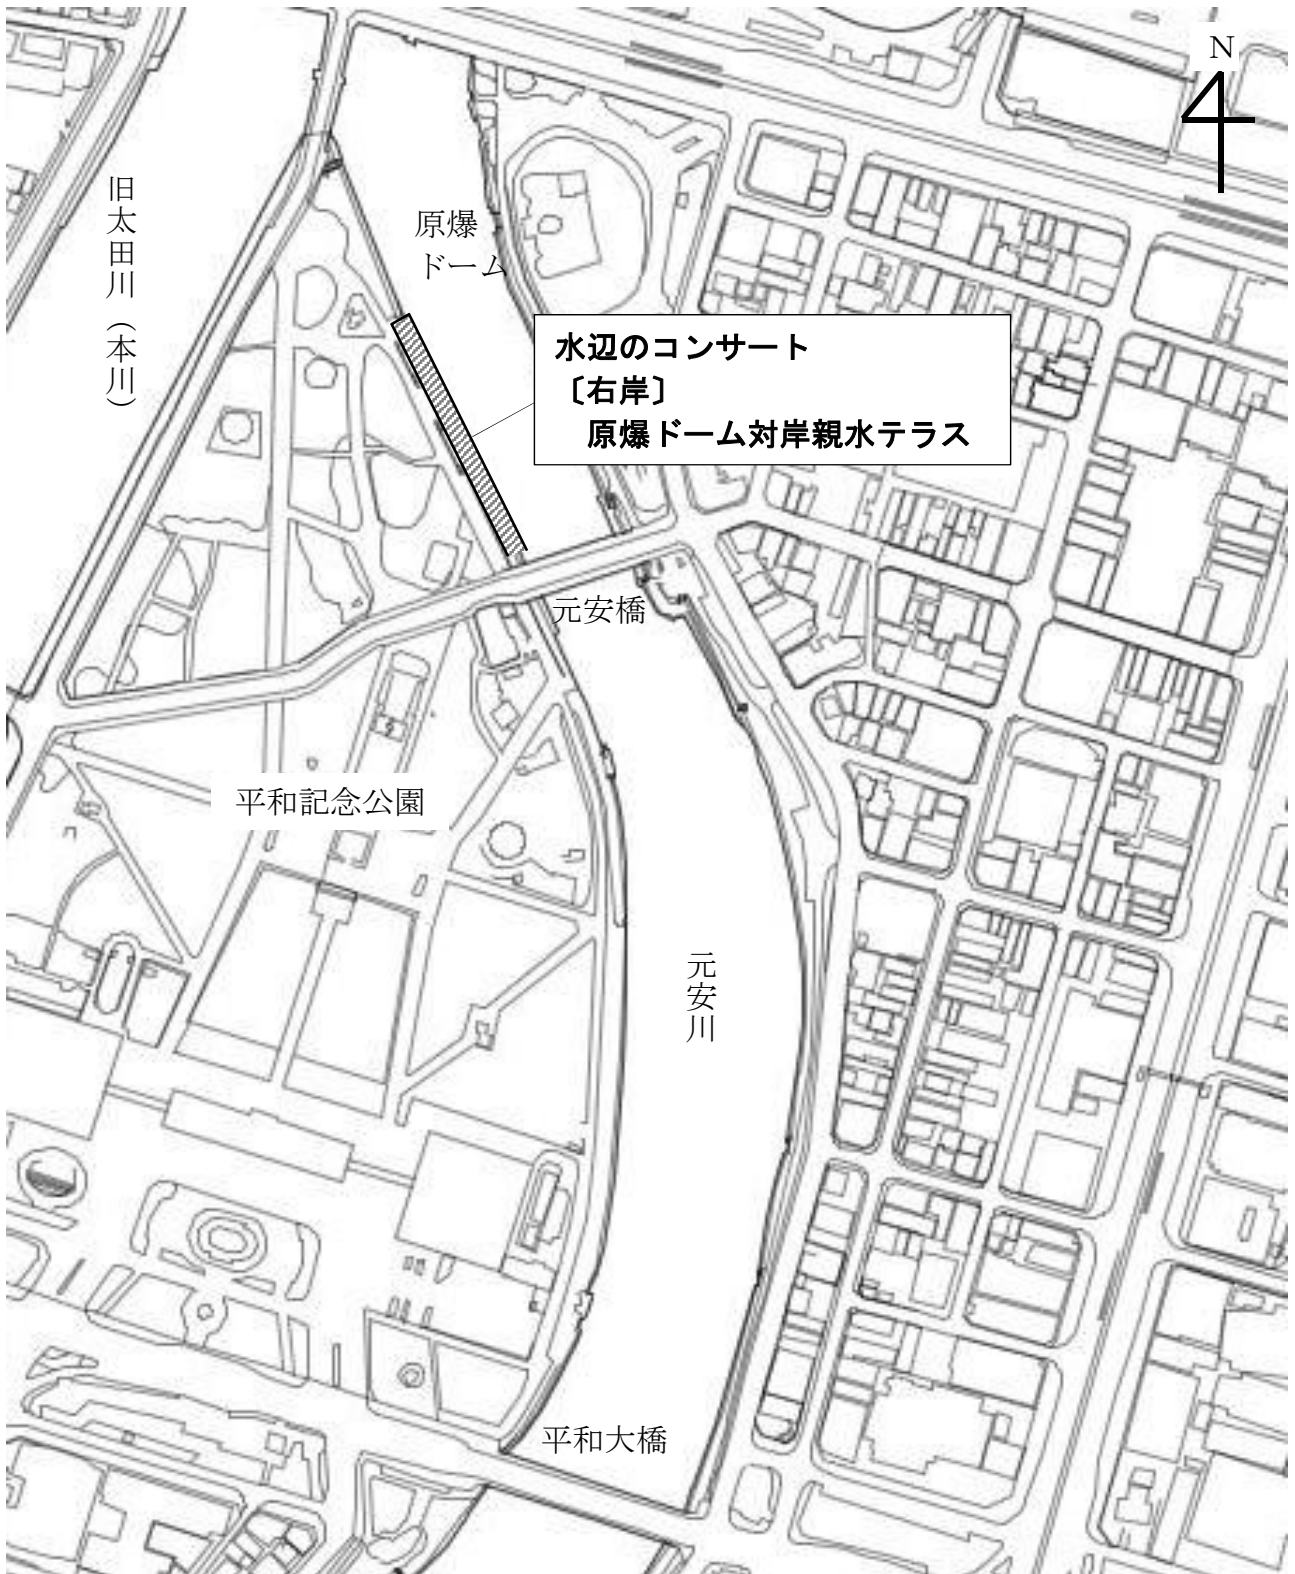 N
旧太田川（本川）
原爆
ドーム
水辺のコンサート
〔右岸〕
原爆ドーム対岸親水テラス
元安橋
平和記念公園
元安川
平和大橋